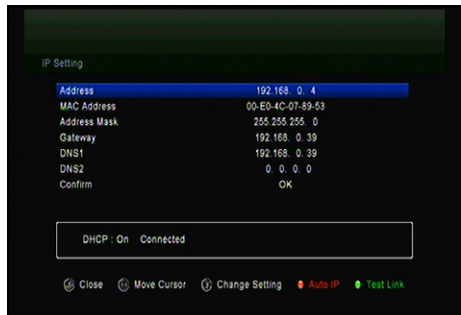 IP Setting
Address 192.168. 0. 4
MAC Address 00-E0-4C-07-89-53
Address Mask 255.255.255. 0
Gateway 192.168. 0. 39
DNS1 192.168. 0. 39
DNS2 0. 0. 0. 0
Confirm OK
DHCP : On Connected
Close Move Cursor Change Setting Auto IP Test Link